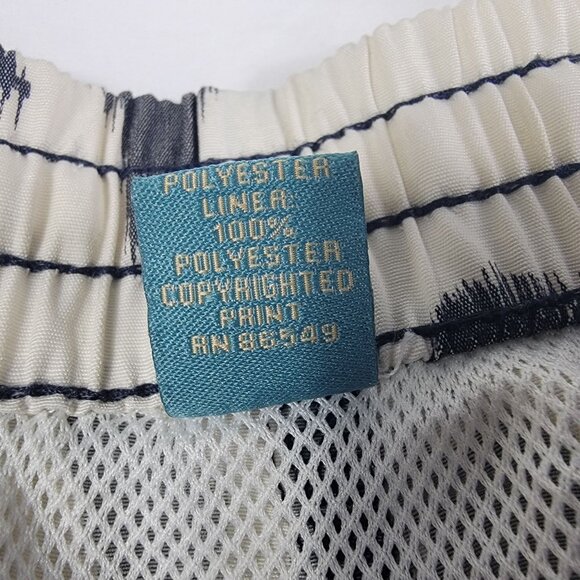 POLYESTER
LINER:
100%
POLYESTER
COPYRIGHTED
PRINT
RN 86549